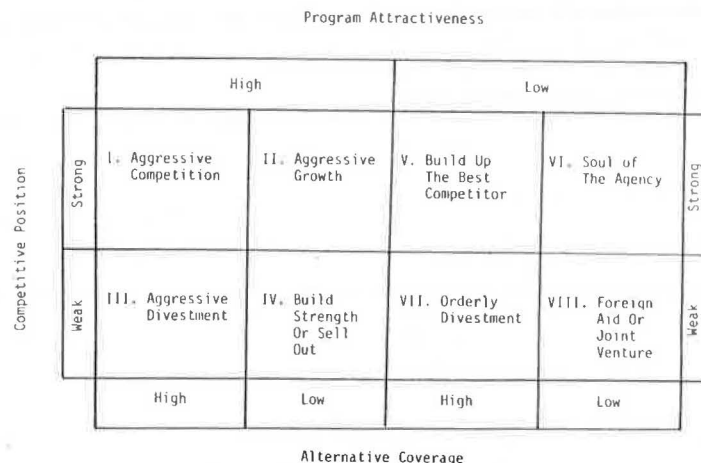 Program Attractiveness
High
Low
Competitive Position
Strong
I. Aggressive
Competition
II. Aggressive
Growth
V. Build Up
The Best
Competitor
VI. Soul of
The Agency
Strong
Weak
III. Aggressive
Divestment
IV. Build
Strength
Or Sell
Out
VII. Orderly
Divestment
VIII. Foreign
Aid Or
Joint
Venture
Weak
High
Low
High
Low
Alternative Coverage